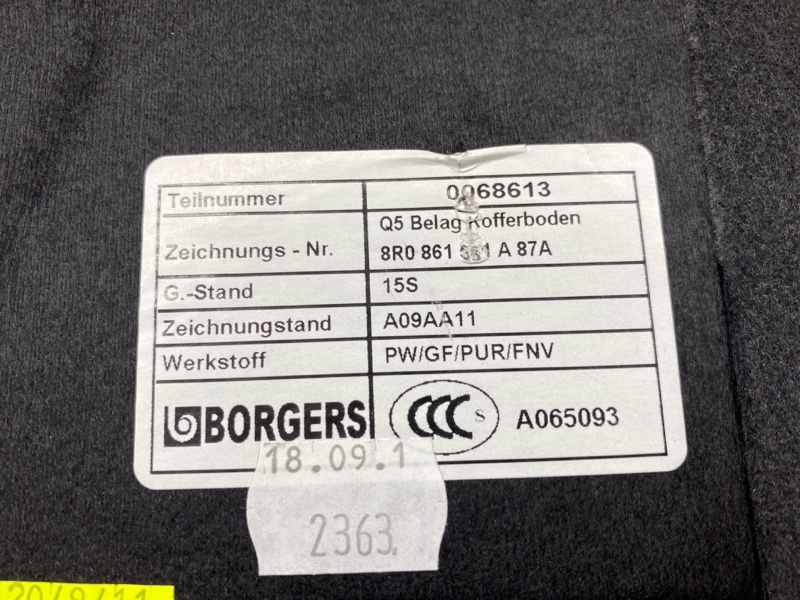 Teilnummer 0068613
Q5 Belag Kofferboden
Zeichnungs - Nr. 8R0 861 A 87A
G.-Stand 15S
Zeichnungstand A09AA11
Werkstoff PW/GF/PUR/FNV
BORGERS CCC S A065093
18.09.1
2363.